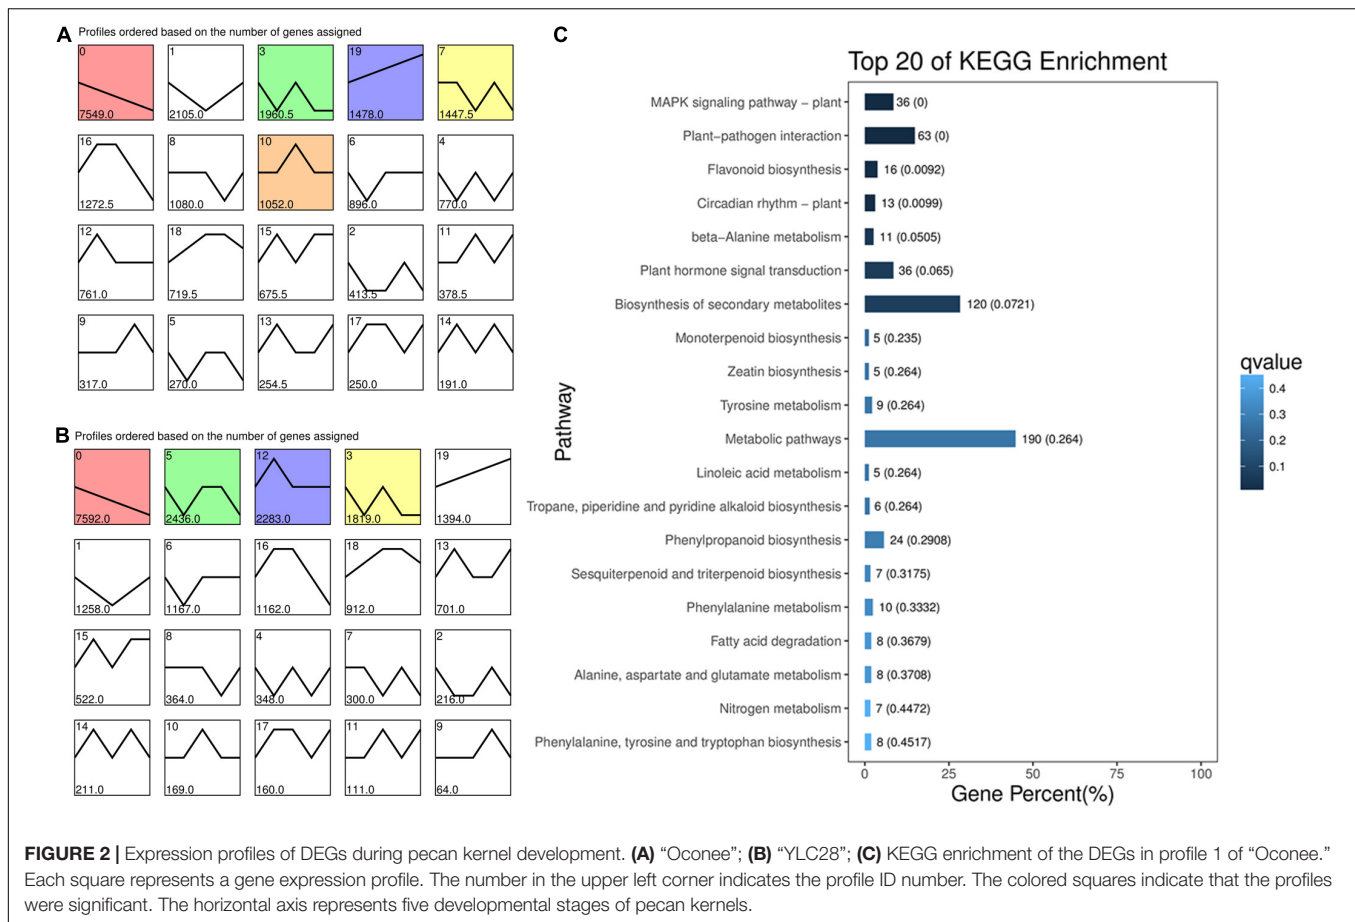 A Profiles ordered based on the number of genes assigned
0
7549.0
1
2105.0
3
1960.5
19
1478.0
7
1447.5
16
1272.5
8
1080.0
10
1052.0
6
896.0
4
770.0
12
761.0
18
719.5
15
675.5
2
413.5
11
378.5
9
317.0
5
270.0
13
254.5
17
250.0
14
191.0
B Profiles ordered based on the number of genes assigned
0
7592.0
5
2436.0
12
2283.0
3
1819.0
19
1394.0
1
1258.0
6
1167.0
16
1162.0
18
912.0
13
701.0
15
522.0
8
364.0
4
348.0
7
300.0
2
216.0
14
211.0
10
169.0
17
160.0
11
111.0
9
64.0
C
Top 20 of KEGG Enrichment
Pathway
MAPK signaling pathway − plant 36 (0)
Plant−pathogen interaction 63 (0)
Flavonoid biosynthesis 16 (0.0092)
Circadian rhythm − plant 13 (0.0099)
beta−Alanine metabolism 11 (0.0505)
Plant hormone signal transduction 36 (0.065)
Biosynthesis of secondary metabolites 120 (0.0721)
Monoterpenoid biosynthesis 5 (0.235)
Zeatin biosynthesis 5 (0.264)
Tyrosine metabolism 9 (0.264)
Metabolic pathways 190 (0.264)
Linoleic acid metabolism 5 (0.264)
Tropane, piperidine and pyridine alkaloid biosynthesis 6 (0.264)
Phenylpropanoid biosynthesis 24 (0.2908)
Sesquiterpenoid and triterpenoid biosynthesis 7 (0.3175)
Phenylalanine metabolism 10 (0.3332)
Fatty acid degradation 8 (0.3679)
Alanine, aspartate and glutamate metabolism 8 (0.3708)
Nitrogen metabolism 7 (0.4472)
Phenylalanine, tyrosine and tryptophan biosynthesis 8 (0.4517)
0 25 50 75 100
Gene Percent(%)
qvalue
0.4
0.3
0.2
0.1
FIGURE 2 | Expression profiles of DEGs during pecan kernel development. (A) “Oconee”; (B) “YLC28”; (C) KEGG enrichment of the DEGs in profile 1 of “Oconee.”
Each square represents a gene expression profile. The number in the upper left corner indicates the profile ID number. The colored squares indicate that the profiles
were significant. The horizontal axis represents five developmental stages of pecan kernels.